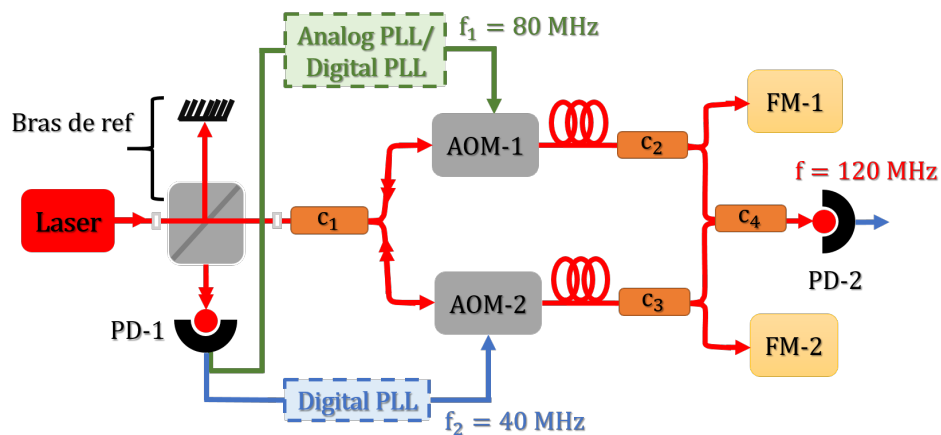 Analog PLL/
Digital PLL
f₁ = 80 MHz
Bras de ref
AOM-1
c₂
FM-1
f = 120 MHz
Laser
c₁
c₄
PD-1
AOM-2
c₃
PD-2
FM-2
Digital PLL
f₂ = 40 MHz